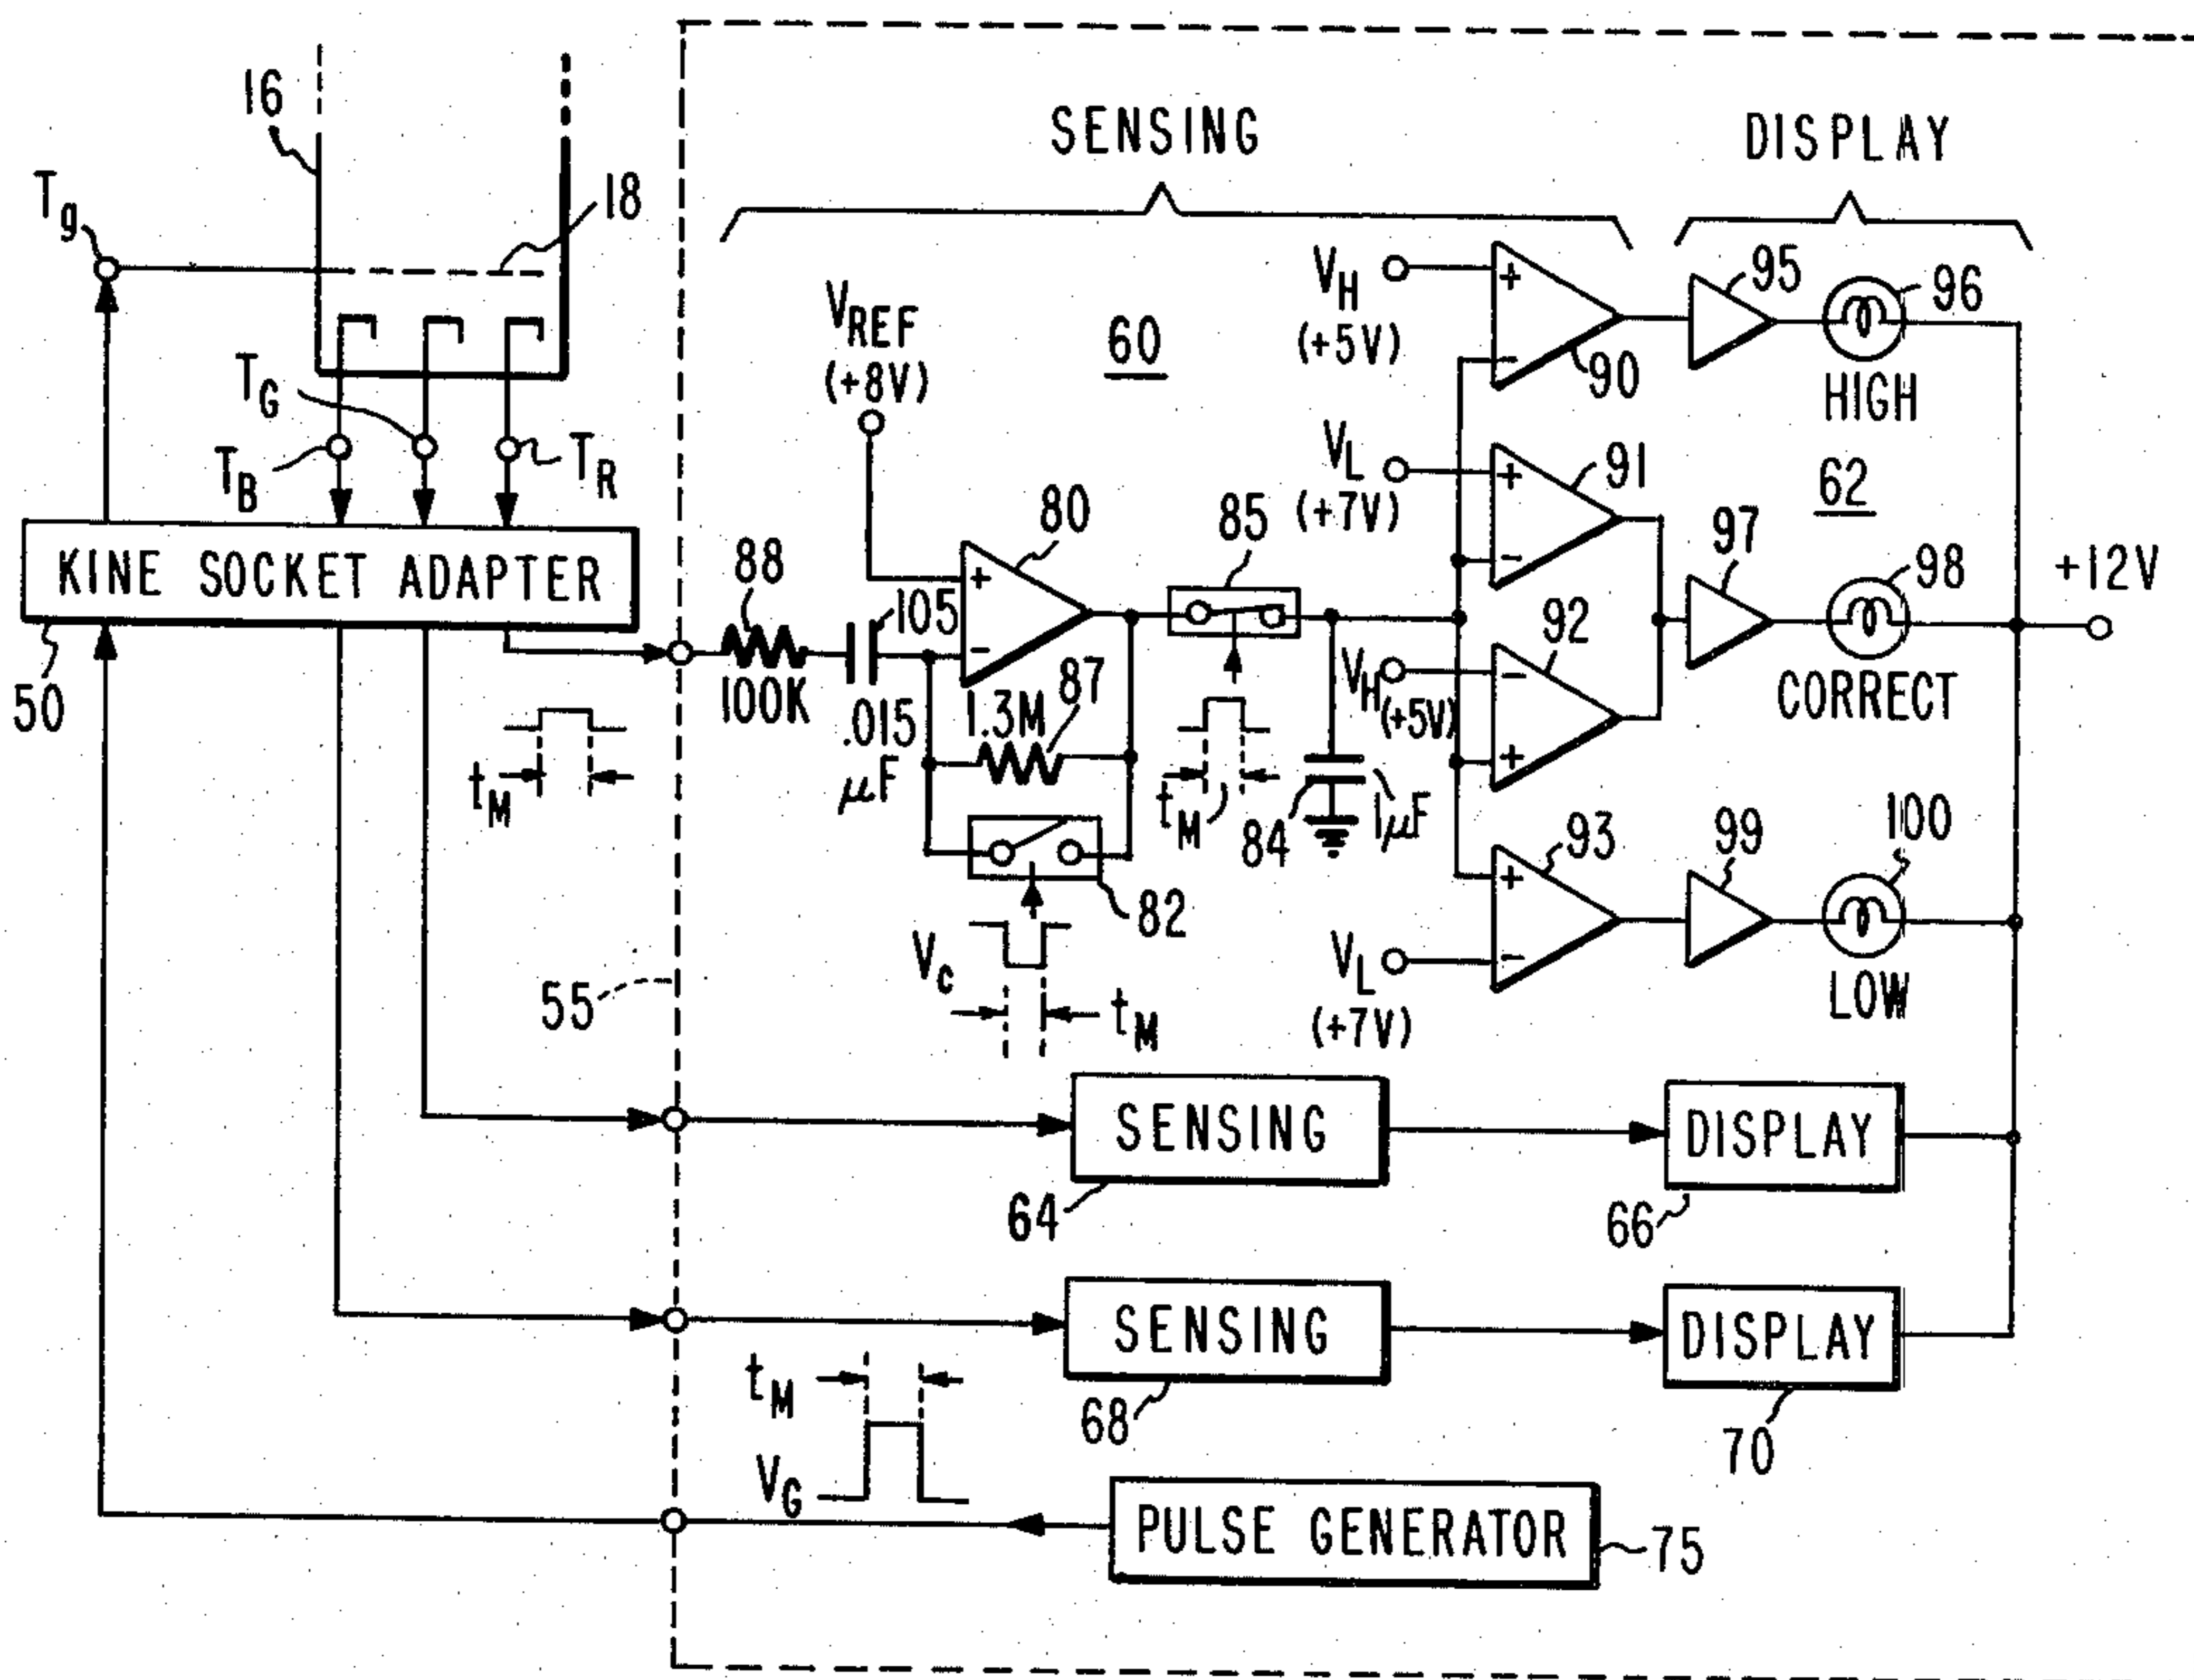 SENSING
DISPLAY
16
18
Tg
TG
TB
TR
KINE SOCKET ADAPTER
50
tM
55
88
100K
105
.015
μF
VREF
(+8V)
60
80
+
-
1.3M
87
82
VC
tM
85
tM
84
1μF
VH
(+5V)
+
-
90
VL
(+7V)
+
-
91
VH
(+5V)
-
+
92
VL
(+7V)
+
-
93
95
96
HIGH
62
97
98
CORRECT
+12V
99
100
LOW
SENSING
64
DISPLAY
66
SENSING
68
DISPLAY
70
tM
VG
PULSE GENERATOR
75